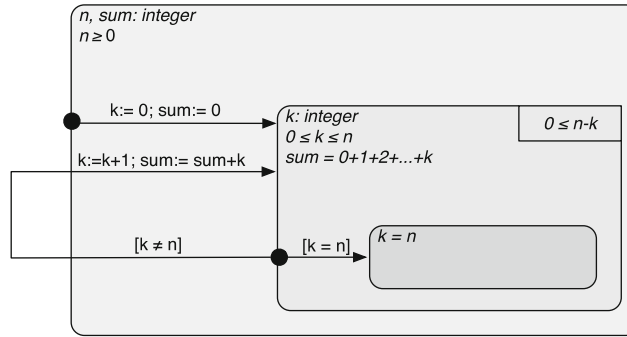 n, sum: integer
n ≥ 0
k:= 0; sum:= 0
k: integer
0 ≤ k ≤ n
sum = 0+1+2+...+k
0 ≤ n-k
k:=k+1; sum:= sum+k
[k ≠ n]
[k = n]
k = n